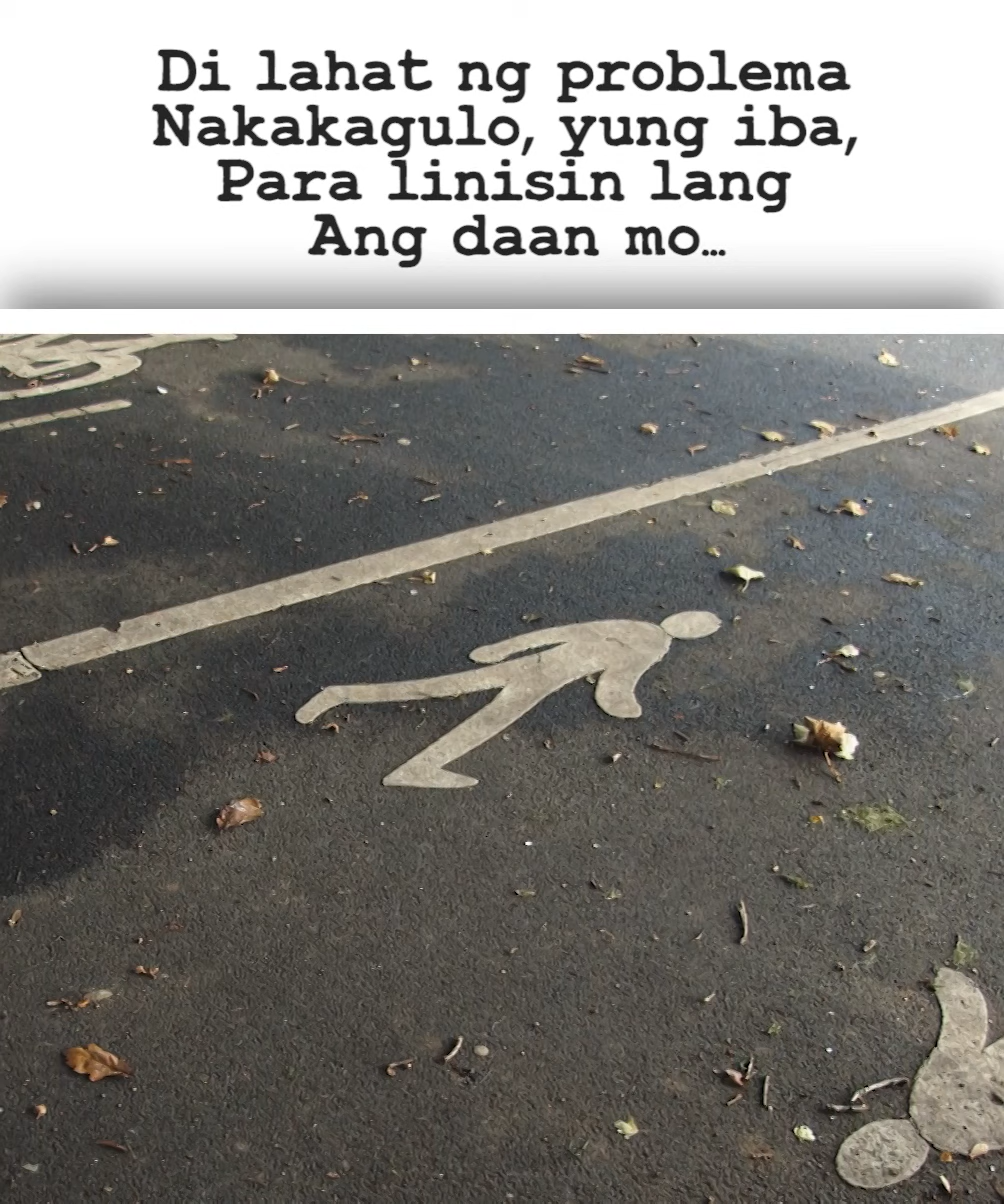 Di lahat ng problema
Nakakagulo, yung iba,
Para linisin lang
Ang daan mo…